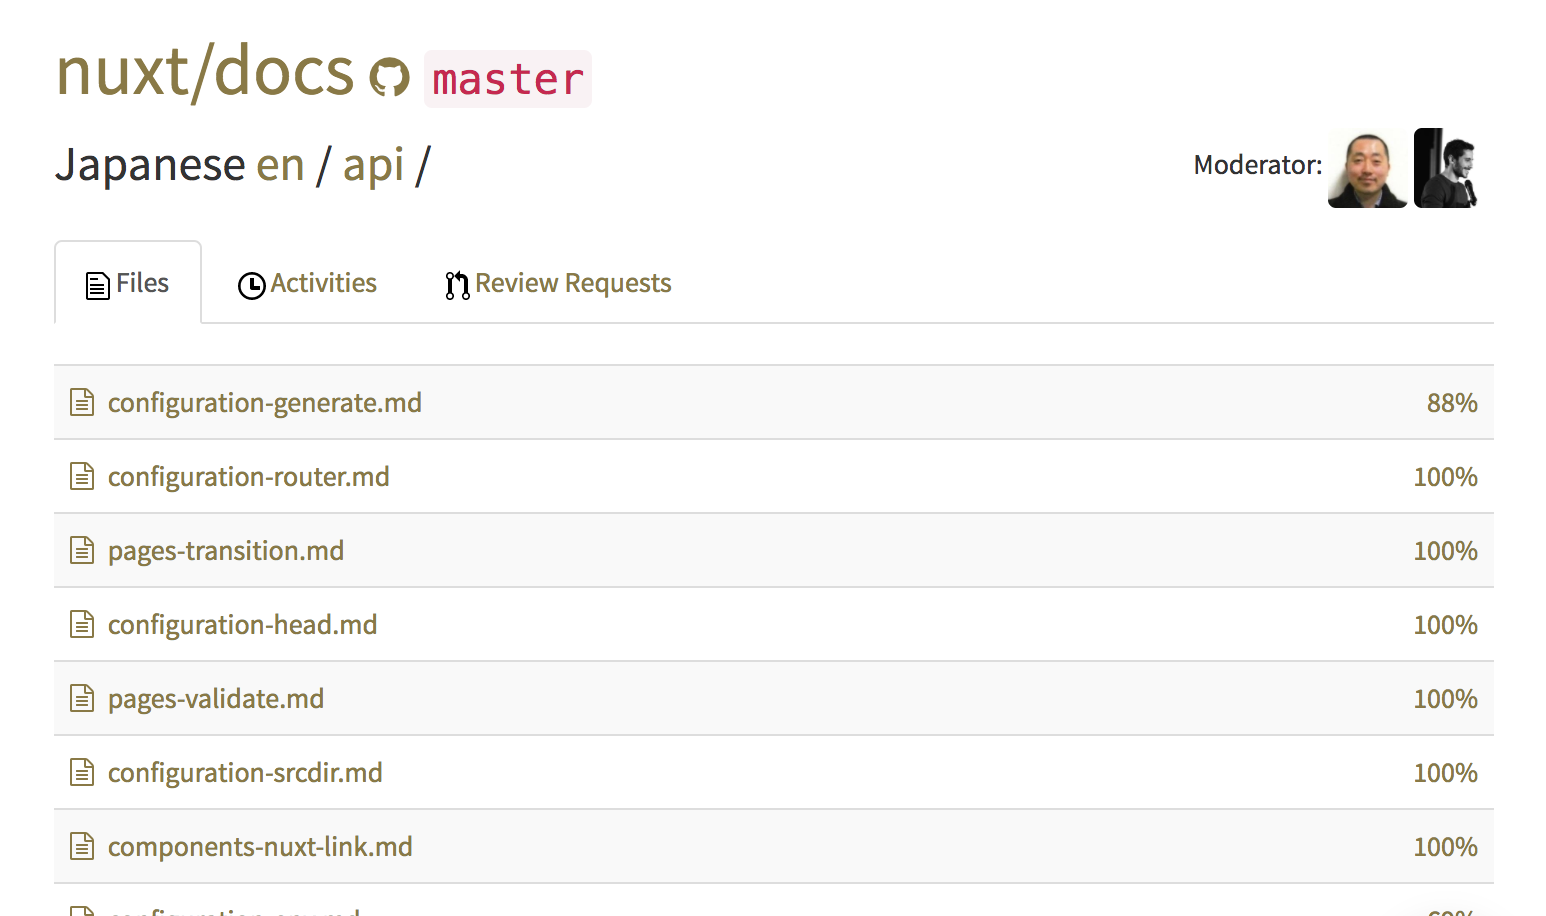 nuxt/docs master
Japanese en / api /
Moderator:
Files
Activities
Review Requests
configuration-generate.md 88%
configuration-router.md 100%
pages-transition.md 100%
configuration-head.md 100%
pages-validate.md 100%
configuration-srcdir.md 100%
components-nuxt-link.md 100%